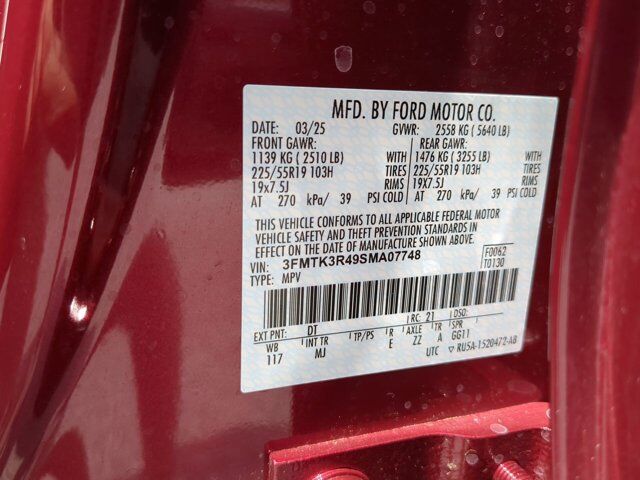 MFD. BY FORD MOTOR CO.
DATE: 03/25 GVWR: 2558 KG (5640 LB)
FRONT GAWR: REAR GAWR:
1139 KG (2510 LB) WITH 1476 KG (3255 LB) WITH
225/55R19 103H TIRES 225/55R19 103H TIRES
19x7.5J RIMS 19x7.5J RIMS
AT 270 kPa/ 39 PSI COLD AT 270 kPa/ 39 PSI COLD
THIS VEHICLE CONFORMS TO ALL APPLICABLE FEDERAL MOTOR
VEHICLE SAFETY AND THEFT PREVENTION STANDARDS IN
EFFECT ON THE DATE OF MANUFACTURE SHOWN ABOVE.
VIN: 3FMTK3R49SMA07748 F0062
TYPE: MPV T0130
EXT PNT: DT RC: 21 DSO:
WB INT TR TP/PS R AXLE TR SPR
117 MJ E ZZ A GG11
UTC ▽ RU5A-1520472-AB